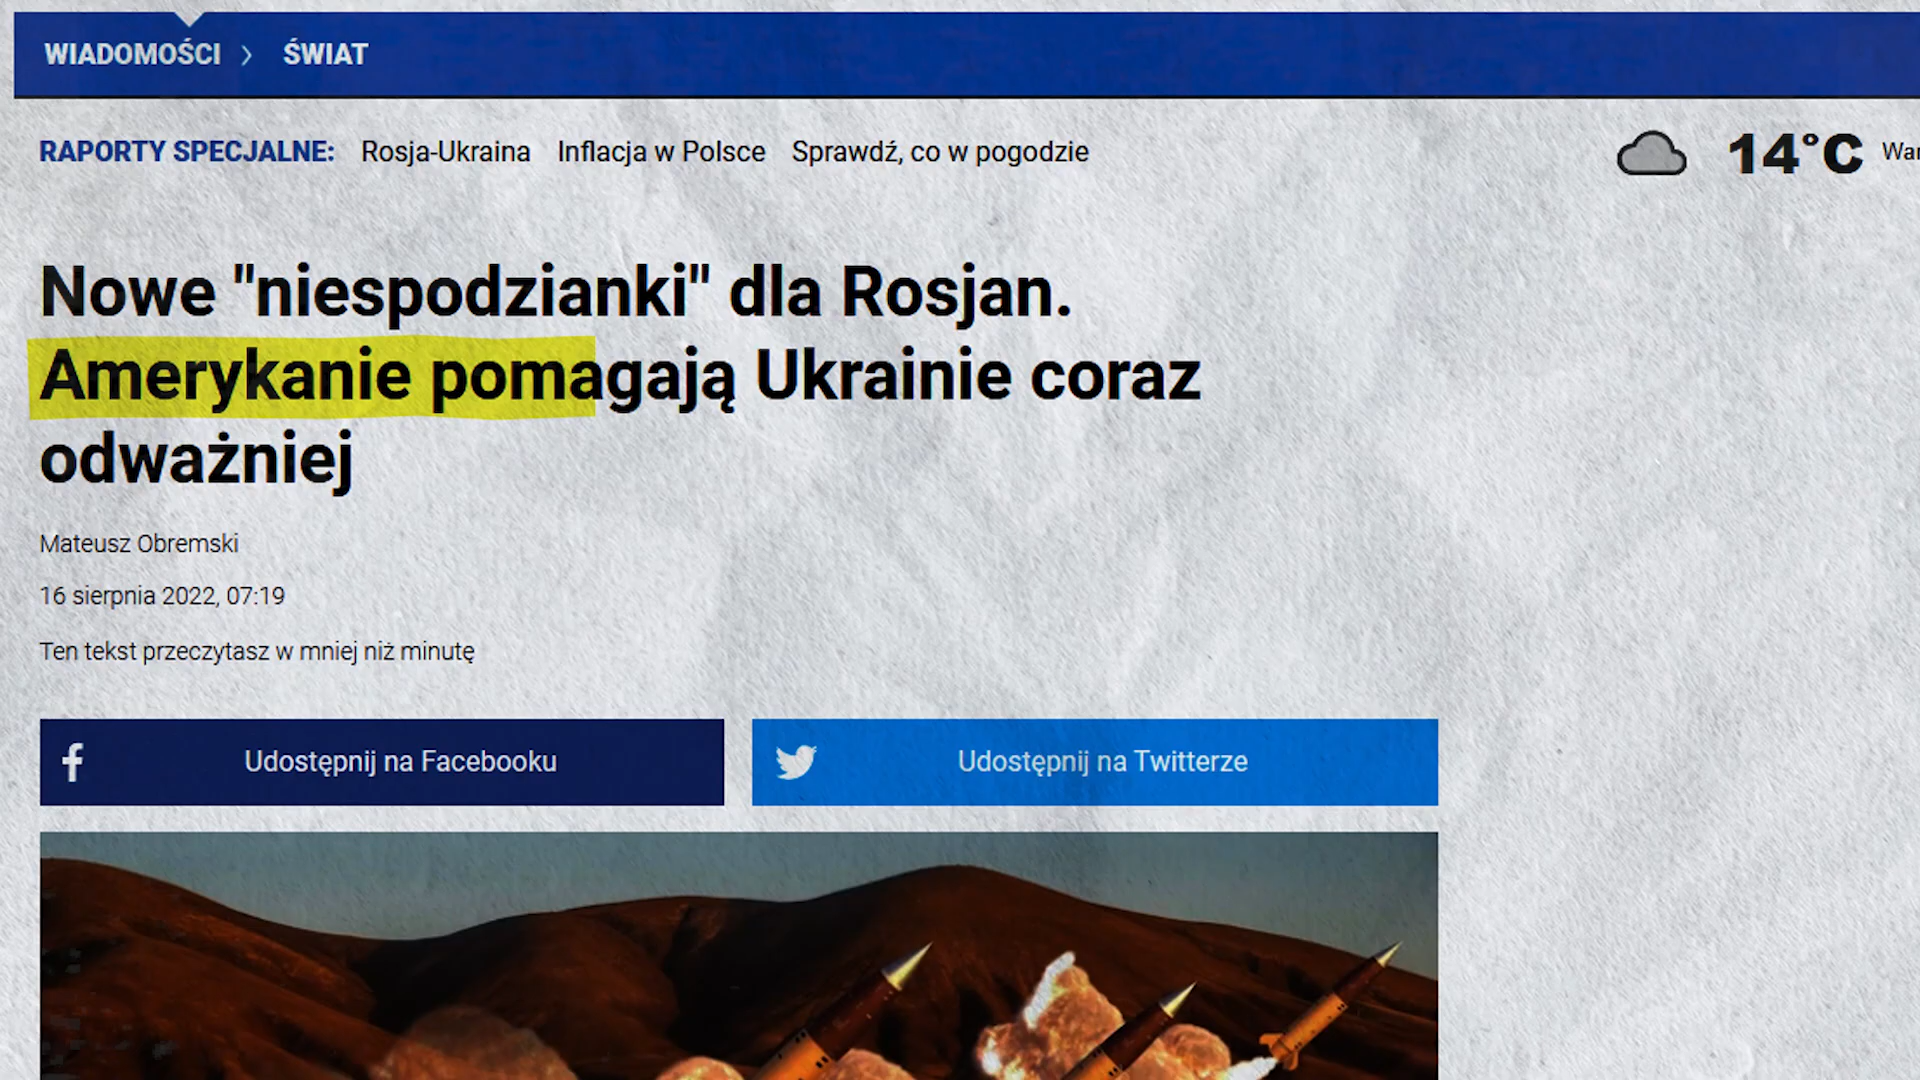 WIADOMOŚCI > ŚWIAT
RAPORTY SPECJALNE: Rosja-Ukraina Inflacja w Polsce Sprawdź, co w pogodzie
14°C
Nowe "niespodzianki" dla Rosjan.
Amerykanie pomagają Ukrainie coraz
odważniej
Mateusz Obremski
16 sierpnia 2022, 07:19
Ten tekst przeczytasz w mniej niż minutę
Udostępnij na Facebooku
Udostępnij na Twitterze